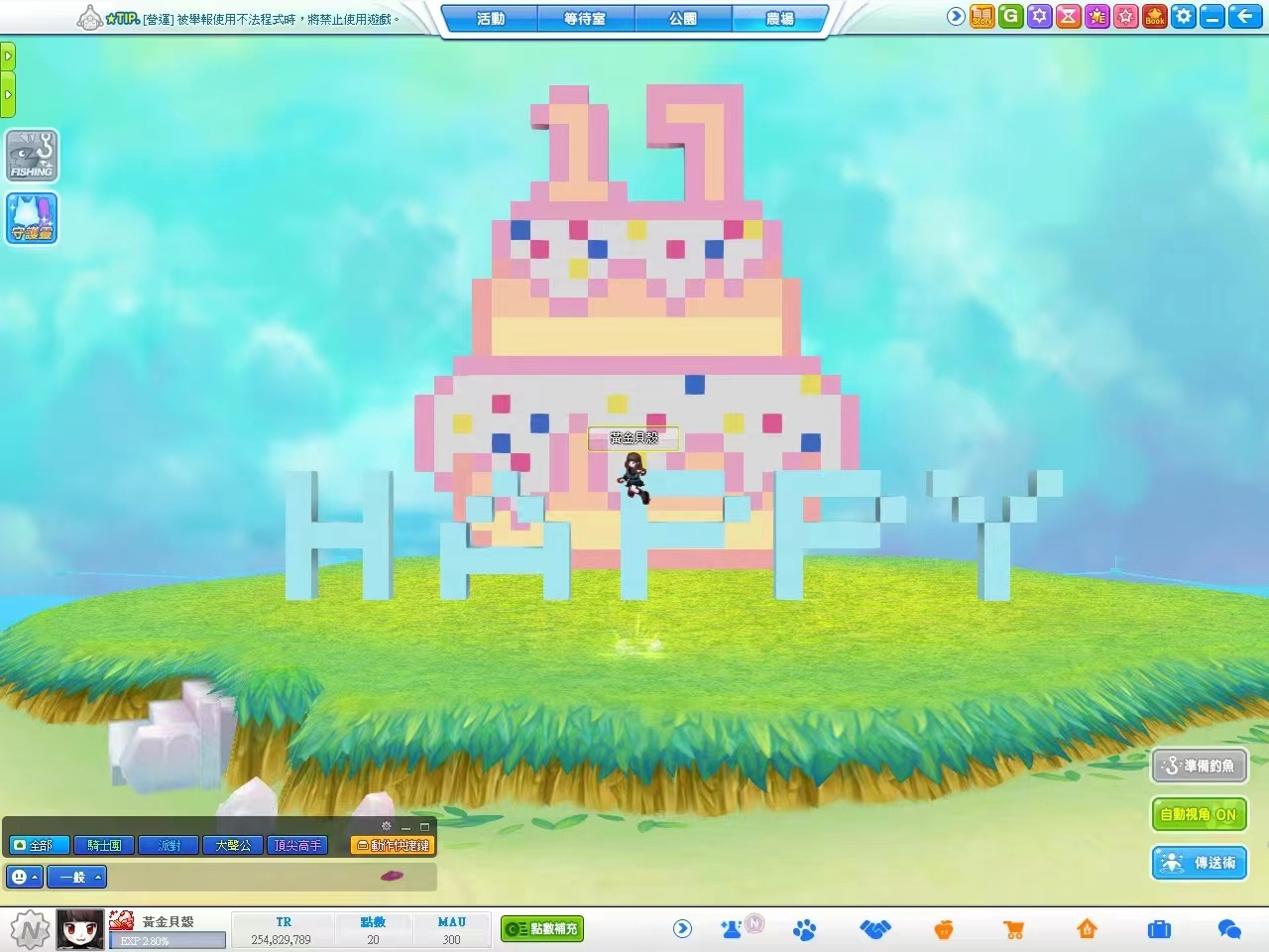 ☆TIP. [營運] 被舉報使用不法程式時，將禁止使用遊戲。
活動
等待室
公園
農場
Story
G
E
Book
FISHING
守護靈
17
黃金貝殼
HAPPY
準備釣魚
自動視角 ON
傳送術
全部
騎士團
派對
大聲公
頂尖高手
動作快捷鍵
一般
N
黃金貝殼
EXP 2.80%
TR
254,829,789
點數
20
MAU
300
點數補充
N